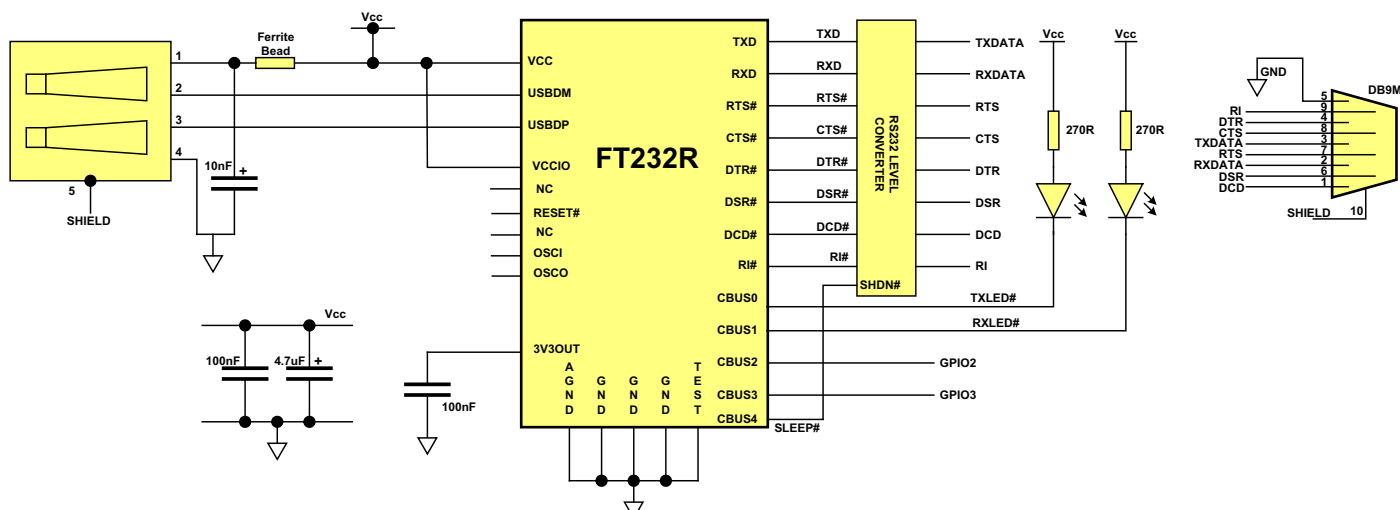 Vcc
Ferrite
Bead
1
2
3
4
5
SHIELD
10nF
+
Vcc
100nF
4.7uF
+
100nF
FT232R
VCC
USBDM
USBDP
VCCIO
NC
RESET#
NC
OSCI
OSCO
3V3OUT
AGND
GND
GND
GND
TEST
TXD
RXD
RTS#
CTS#
DTR#
DSR#
DCD#
RI#
CBUS0
CBUS1
CBUS2
CBUS3
CBUS4
TXD
RXD
RTS#
CTS#
DTR#
DSR#
DCD#
RI#
SLEEP#
RS232 LEVEL
CONVERTER
SHDN#
TXDATA
RXDATA
RTS
CTS
DTR
DSR
DCD
RI
TXLED#
RXLED#
GPIO2
GPIO3
Vcc
270R
Vcc
270R
GND
DB9M
5
RI 9
DTR 4
CTS 8
TXDATA 3
RTS 7
RXDATA 2
DSR 6
DCD 1
SHIELD 10